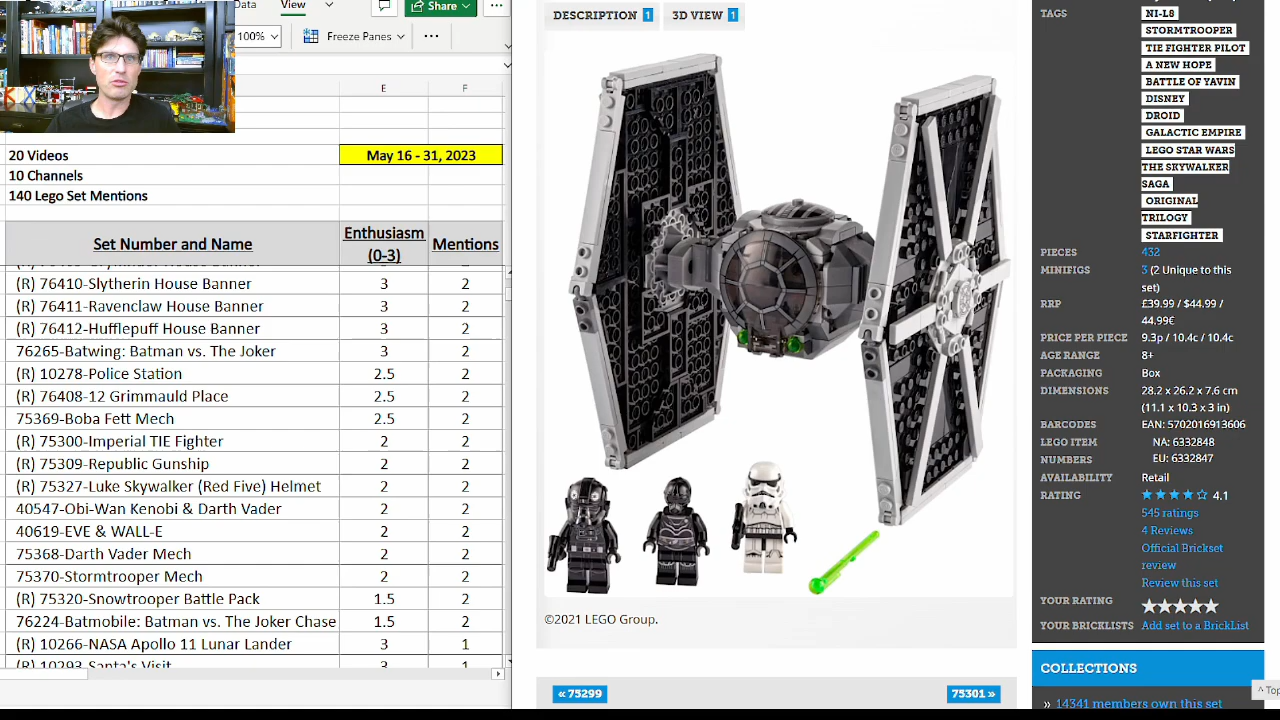 Data
View
Share
100%
Freeze Panes
E
F
20 Videos
May 16 - 31, 2023
10 Channels
140 Lego Set Mentions
Set Number and Name
Enthusiasm
(0-3)
Mentions
(R) 76410-Slytherin House Banner 3 2
(R) 76411-Ravenclaw House Banner 3 2
(R) 76412-Hufflepuff House Banner 3 2
76265-Batwing: Batman vs. The Joker 3 2
(R) 10278-Police Station 2.5 2
(R) 76408-12 Grimmauld Place 2.5 2
75369-Boba Fett Mech 2.5 2
(R) 75300-Imperial TIE Fighter 2 2
(R) 75309-Republic Gunship 2 2
(R) 75327-Luke Skywalker (Red Five) Helmet 2 2
40547-Obi-Wan Kenobi & Darth Vader 2 2
40619-EVE & WALL-E 2 2
75368-Darth Vader Mech 2 2
75370-Stormtrooper Mech 2 2
(R) 75320-Snowtrooper Battle Pack 1.5 2
76224-Batmobile: Batman vs. The Joker Chase 1.5 2
(R) 10266-NASA Apollo 11 Lunar Lander 3 1
(R) 10293-Santa's Visit 3 1
DESCRIPTION 1
3D VIEW 1
©2021 LEGO Group.
« 75299
75301 »
TAGS
NI-L8
STORMTROOPER
TIE FIGHTER PILOT
A NEW HOPE
BATTLE OF YAVIN
DISNEY
DROID
GALACTIC EMPIRE
LEGO STAR WARS
THE SKYWALKER
SAGA
ORIGINAL
TRILOGY
STARFIGHTER
PIECES 432
MINIFIGS 3 (2 Unique to this
set)
RRP £39.99 / $44.99 /
44.99€
PRICE PER PIECE 9.3p / 10.4c / 10.4c
AGE RANGE 8+
PACKAGING Box
DIMENSIONS 28.2 x 26.2 x 7.6 cm
(11.1 x 10.3 x 3 in)
BARCODES EAN: 5702016913606
LEGO ITEM NA: 6332848
NUMBERS EU: 6332847
AVAILABILITY Retail
RATING 4.1
545 ratings
4 Reviews
Official Brickset
review
Review this set
YOUR RATING
YOUR BRICKLISTS Add set to a BrickList
COLLECTIONS
» 14341 members own this set
^ Top